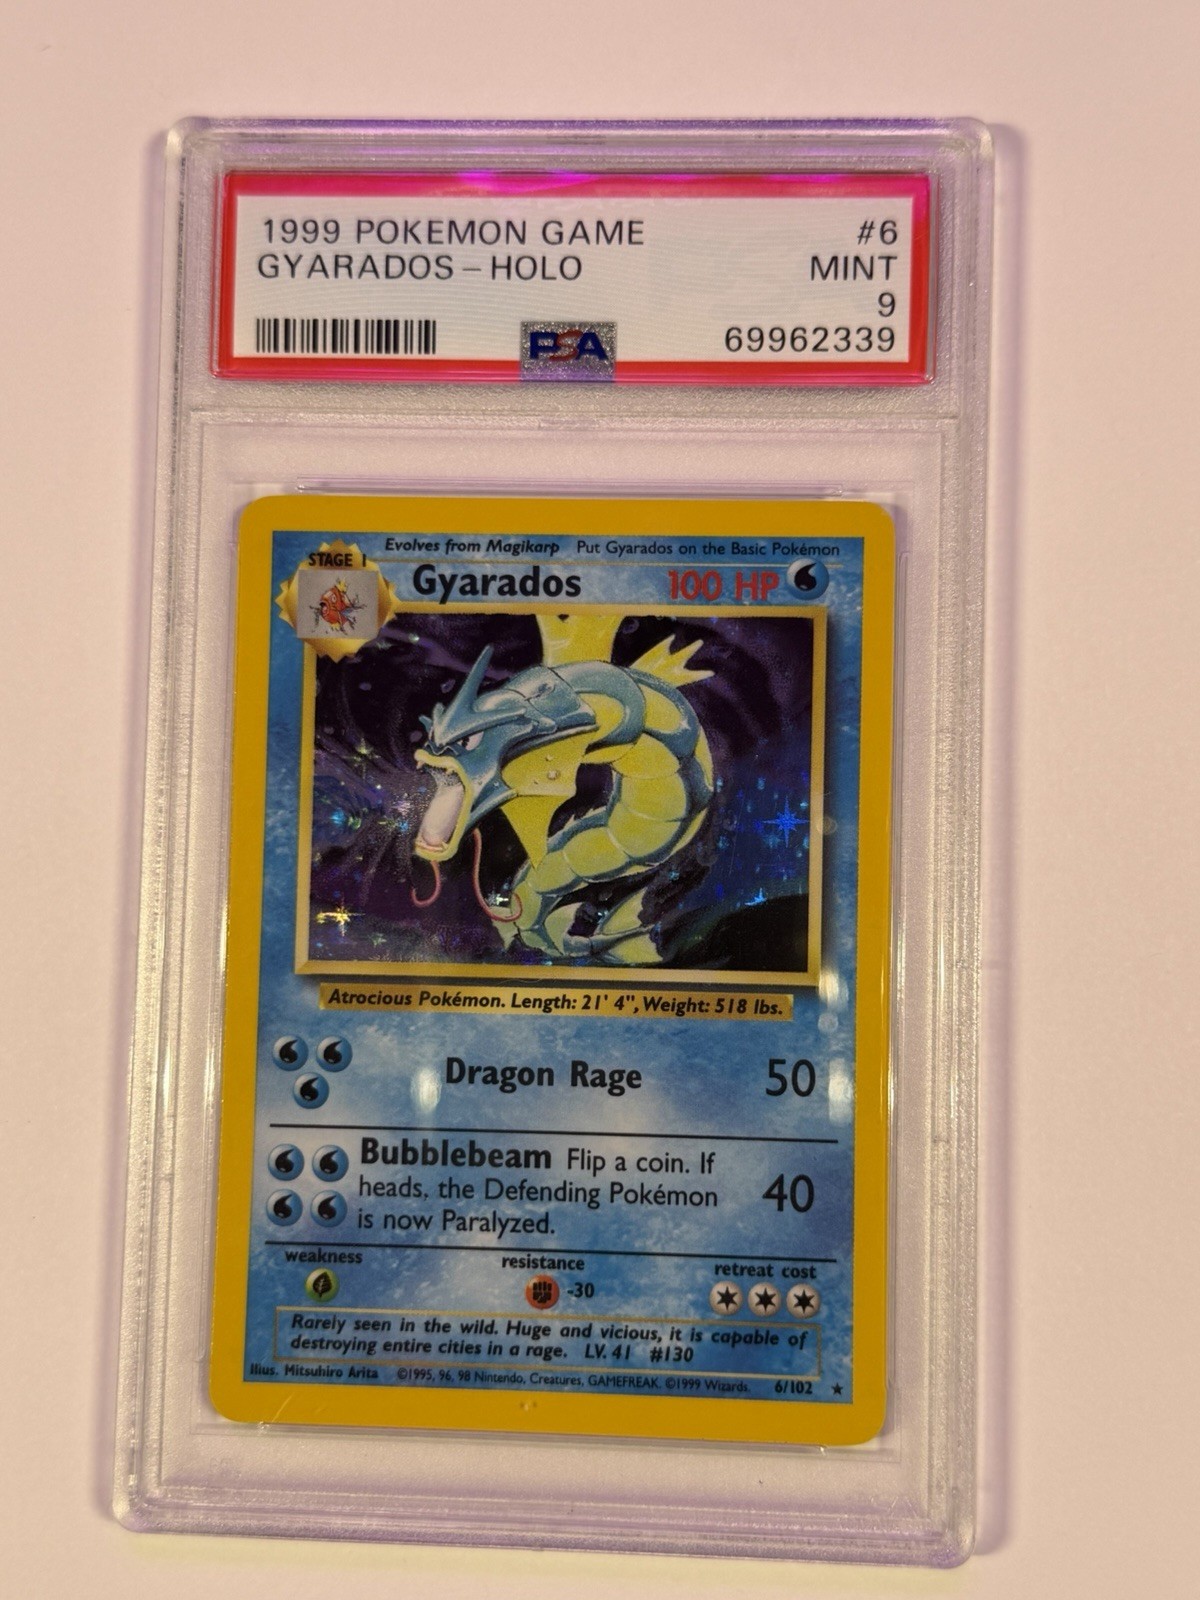 1999 POKEMON GAME #6
GYARADOS – HOLO MINT
9
PSA 69962339
STAGE 1
Evolves from Magikarp Put Gyarados on the Basic Pokémon
Gyarados 100 HP
Atrocious Pokémon. Length: 21' 4", Weight: 518 lbs.
Dragon Rage 50
Bubblebeam Flip a coin. If
heads, the Defending Pokémon
is now Paralyzed.
40
weakness resistance retreat cost
-30
Rarely seen in the wild. Huge and vicious, it is capable of
destroying entire cities in a rage. LV. 41 #130
Illus. Mitsuhiro Arita ©1995, 96, 98 Nintendo, Creatures, GAMEFREAK. ©1999 Wizards. 6/102 ★